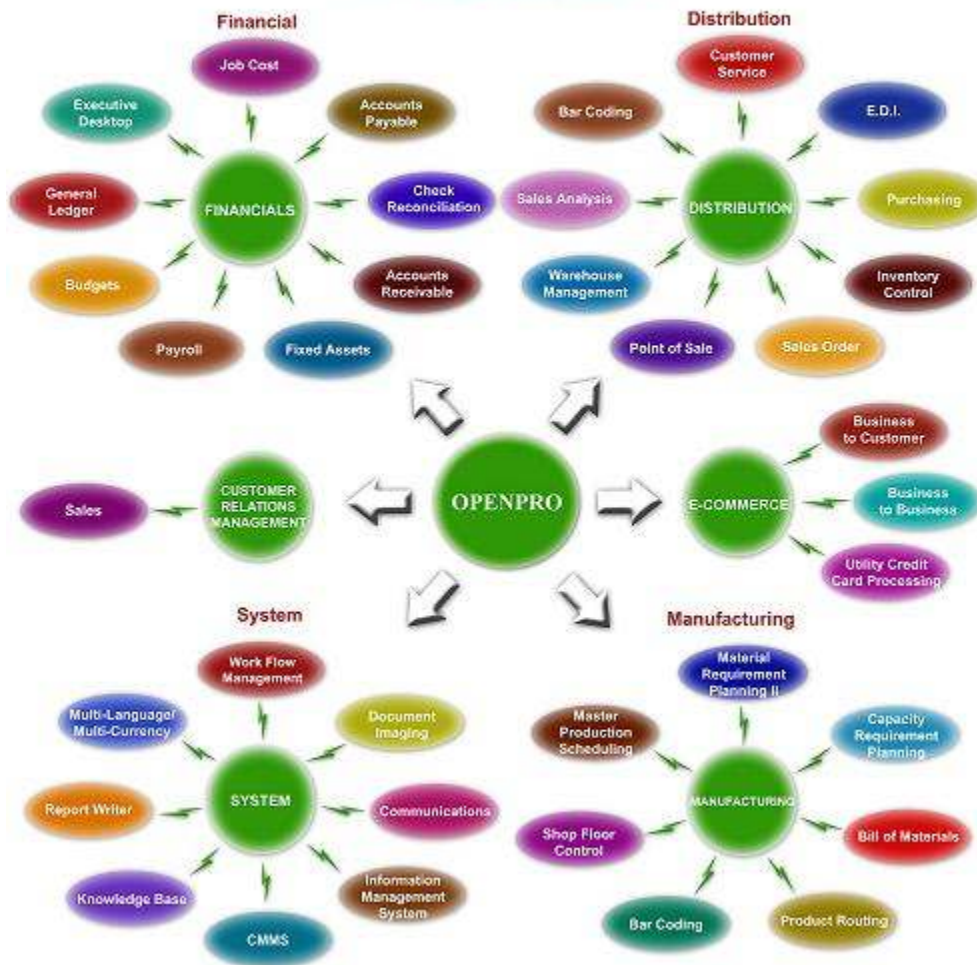 Financial
Job Cost
Executive
Desktop
Accounts
Payable
General
Ledger
FINANCIALS
Check
Reconciliation
Budgets
Accounts
Receivable
Payroll
Fixed Assets
Distribution
Customer
Service
Bar Coding
E.D.I.
Sales Analysis
DISTRIBUTION
Purchasing
Warehouse
Management
Inventory
Control
Point of Sale
Sales Order
Sales
CUSTOMER
RELATIONS
MANAGEMENT
OPENPRO
E-COMMERCE
Business
to Customer
Business
to Business
Utility Credit
Card Processing
System
Work Flow
Management
Multi-Language/
Multi-Currency
Document
Imaging
Report Writer
SYSTEM
Communications
Knowledge Base
Information
Management
System
CMMS
Manufacturing
Material
Requirement
Planning II
Master
Production
Scheduling
Capacity
Requirement
Planning
MANUFACTURING
Shop Floor
Control
Bill of Materials
Bar Coding
Product Routing